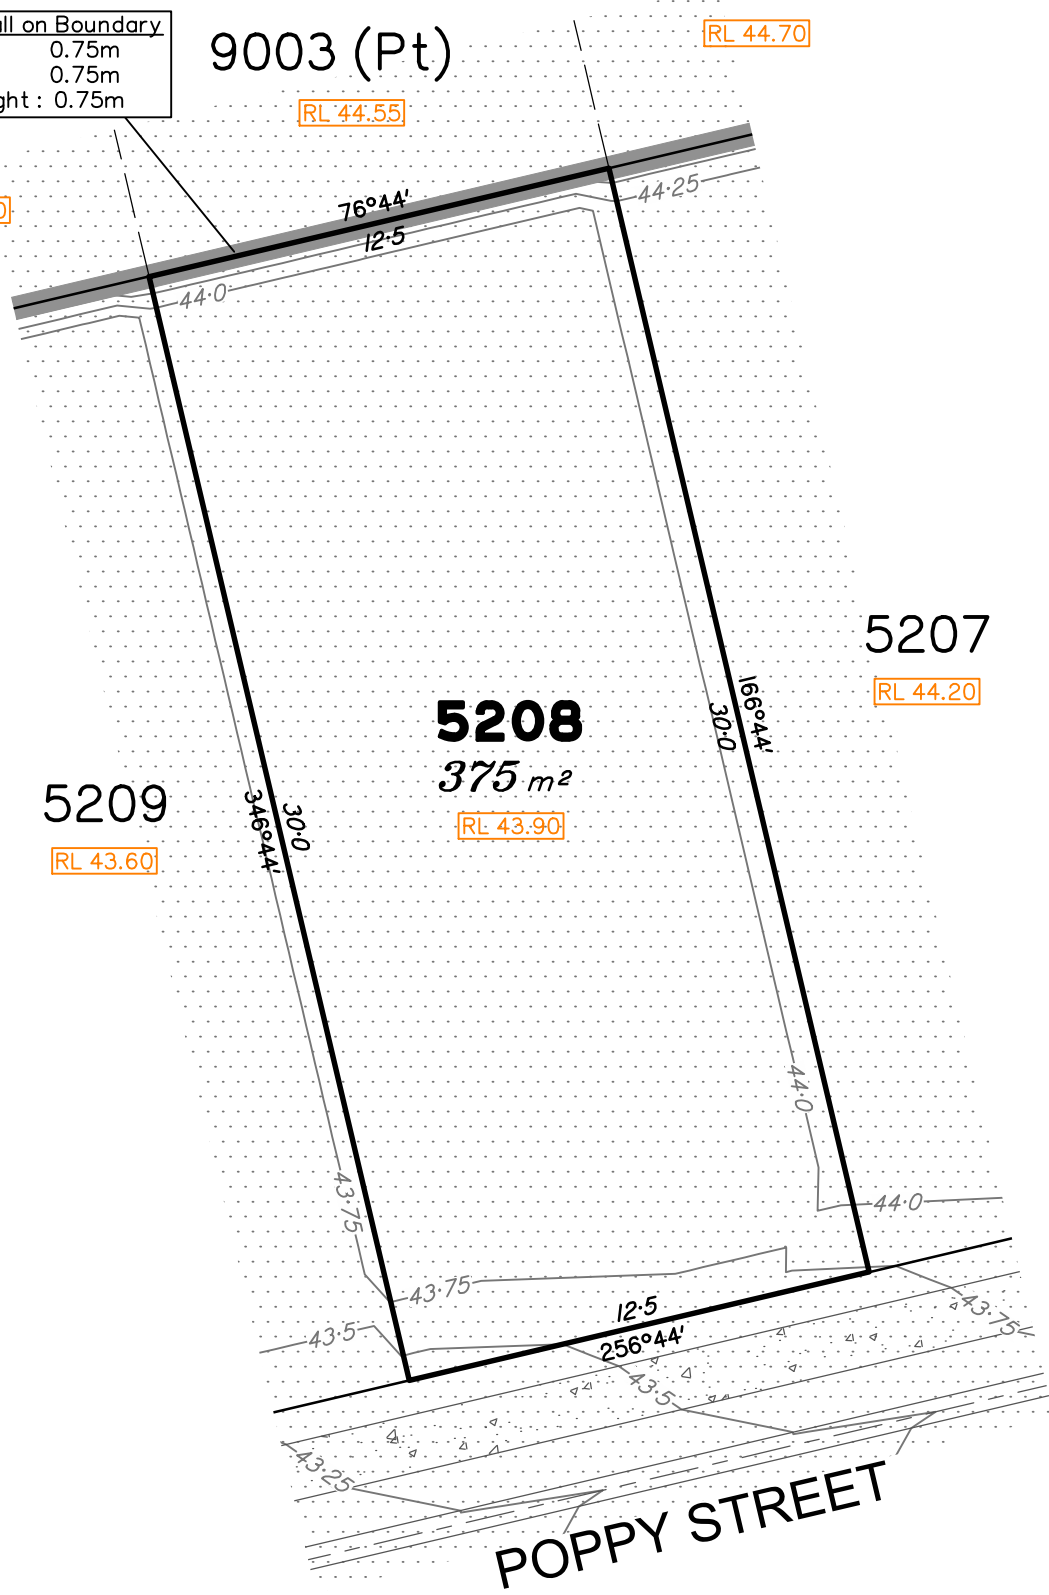 ll on Boundary
0.75m
0.75m
ght : 0.75m
9003 (Pt)
RL 44.70
RL 44.55
0
76°44'
12·5
44·25
44·0
5207
RL 44.20
166°44'
30·0
5208
375 m²
RL 43.90
5209
RL 43.60
346°44'
30·0
44·0
43·75
44·0
43·75
43·5
12·5
256°44'
43·75
43·5
43·25
POPPY STREET